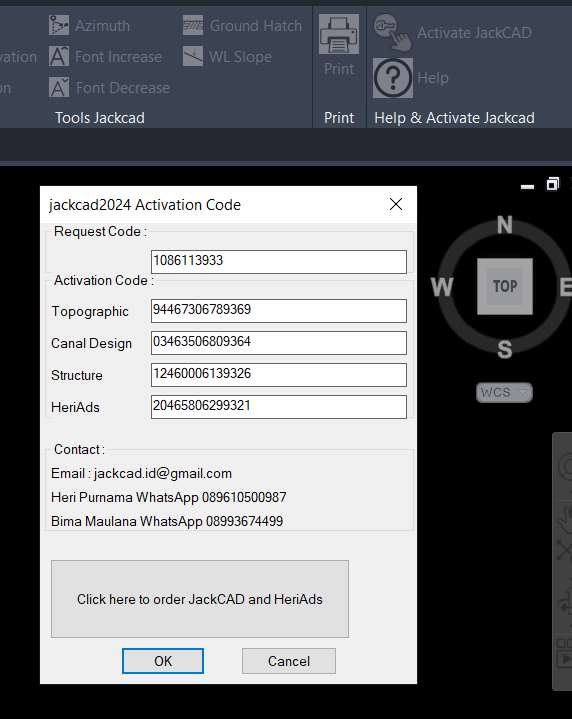 Azimuth
Ground Hatch
vation
Font Increase
WL Slope
on
Font Decrease
Print
Activate JackCAD
Help
Tools Jackcad
Print
Help & Activate Jackcad
jackcad2024 Activation Code
Request Code :
1086113933
Activation Code :
Topographic 94467306789369
Canal Design 03463506809364
Structure 12460006139326
HeriAds 20465806299321
Contact :
Email : jackcad.id@gmail.com
Heri Purnama WhatsApp 089610500987
Bima Maulana WhatsApp 08993674499
Click here to order JackCAD and HeriAds
OK
Cancel
N
W
TOP
E
S
WCS